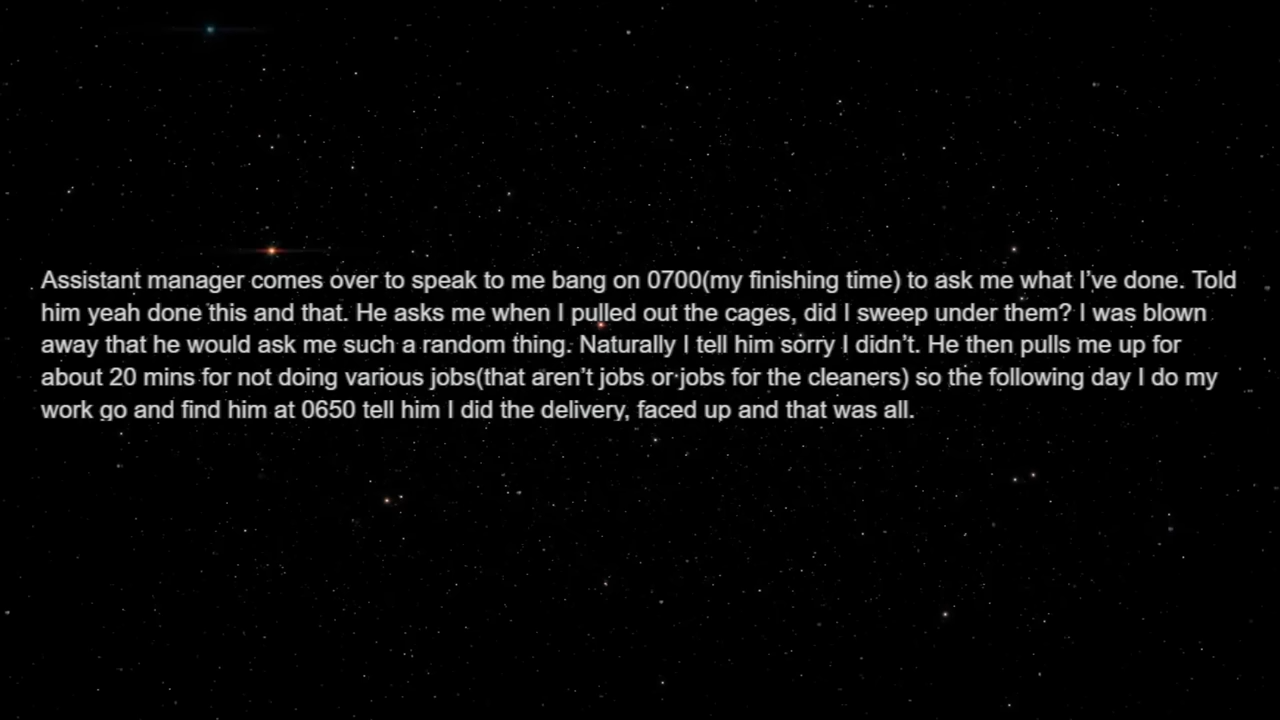 Assistant manager comes over to speak to me bang on 0700(my finishing time) to ask me what I’ve done. Told
him yeah done this and that. He asks me when I pulled out the cages, did I sweep under them? I was blown
away that he would ask me such a random thing. Naturally I tell him sorry I didn’t. He then pulls me up for
about 20 mins for not doing various jobs(that aren’t jobs or jobs for the cleaners) so the following day I do my
work go and find him at 0650 tell him I did the delivery, faced up and that was all.